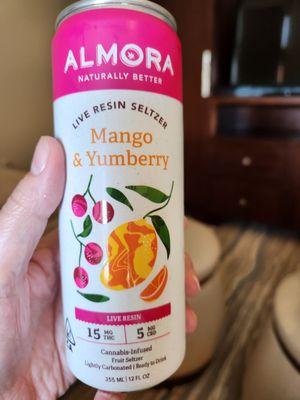 ALMORA
NATURALLY BETTER
LIVE RESIN SELTZER
Mango
& Yumberry
LIVE RESIN
15 MG THC 5 MG CBD
Cannabis-Infused
Fruit Seltzer
Lightly Carbonated | Ready to Drink
355 ML | 12 FL OZ